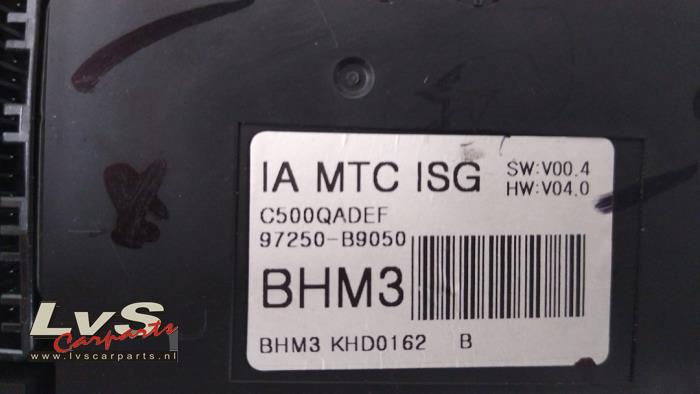 IA MTC ISG SW:V00.4
HW:V04.0
C500QADEF
97250-B9050
BHM3
BHM3 KHD0162 B
LvS
Carparts
www.lvscarparts.nl